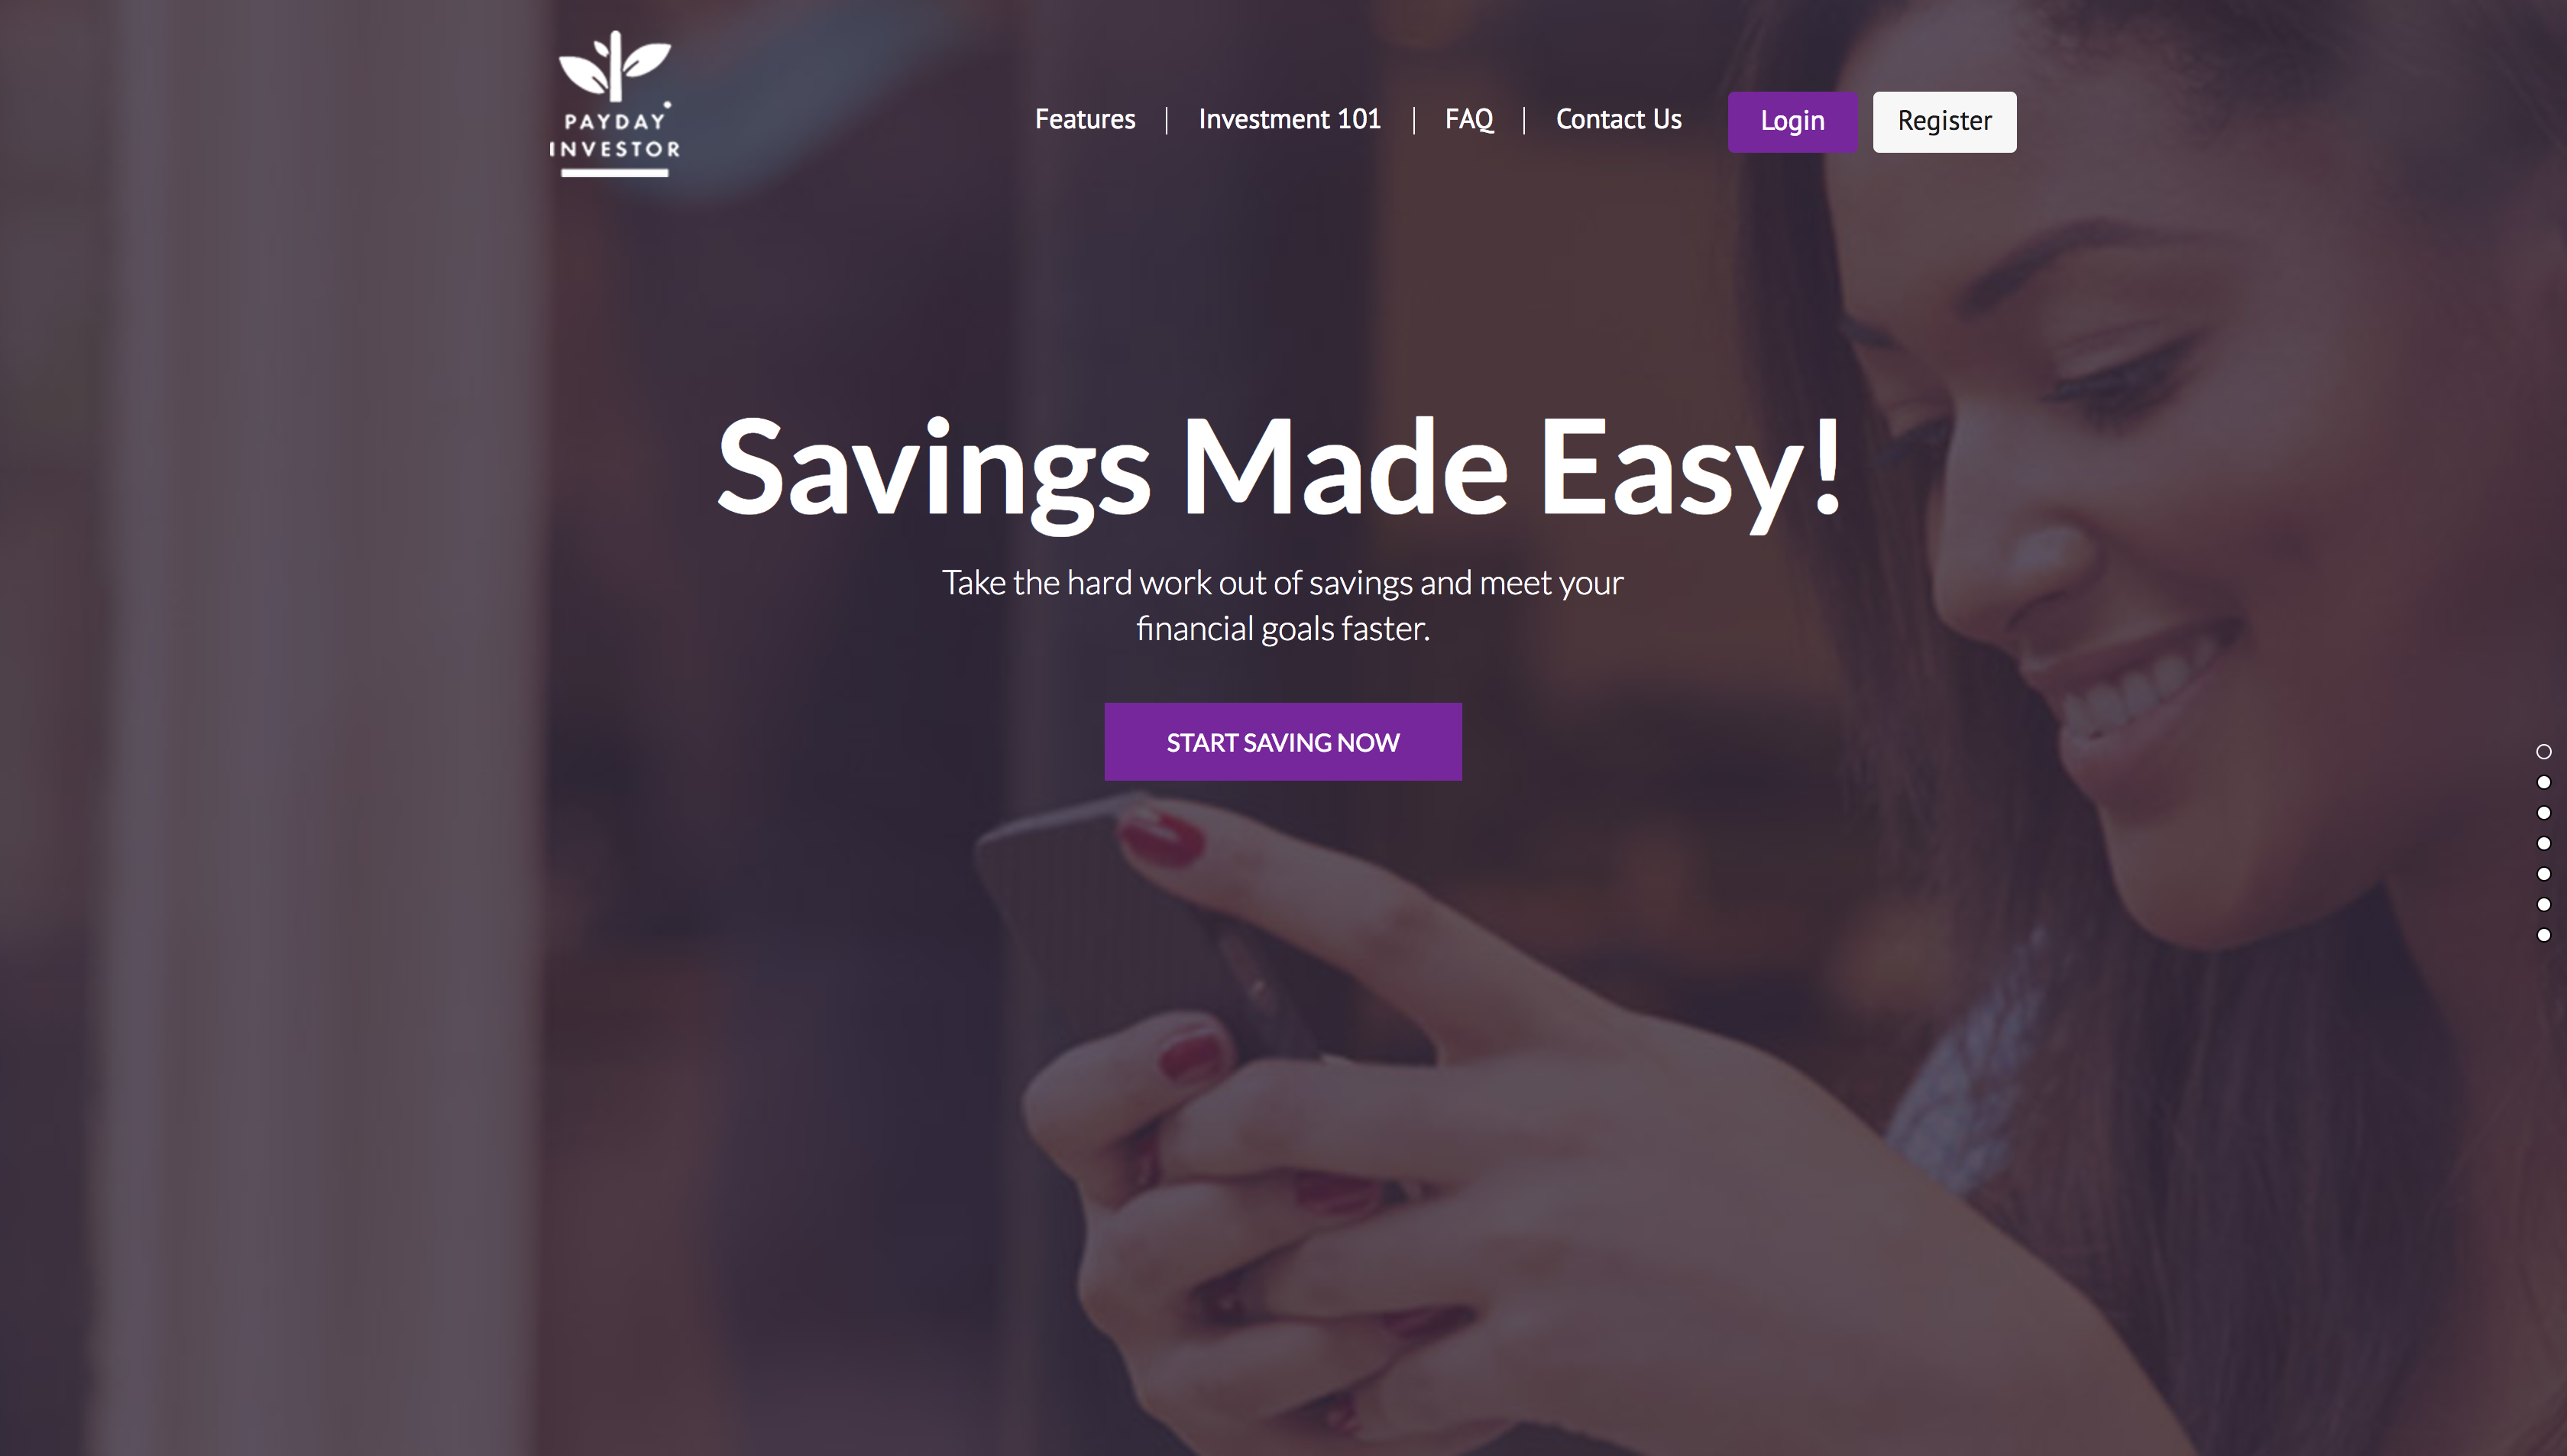 PAYDAY
INVESTOR
Features
Investment 101
FAQ
Contact Us
Login
Register
Savings Made Easy!
Take the hard work out of savings and meet your
financial goals faster.
START SAVING NOW